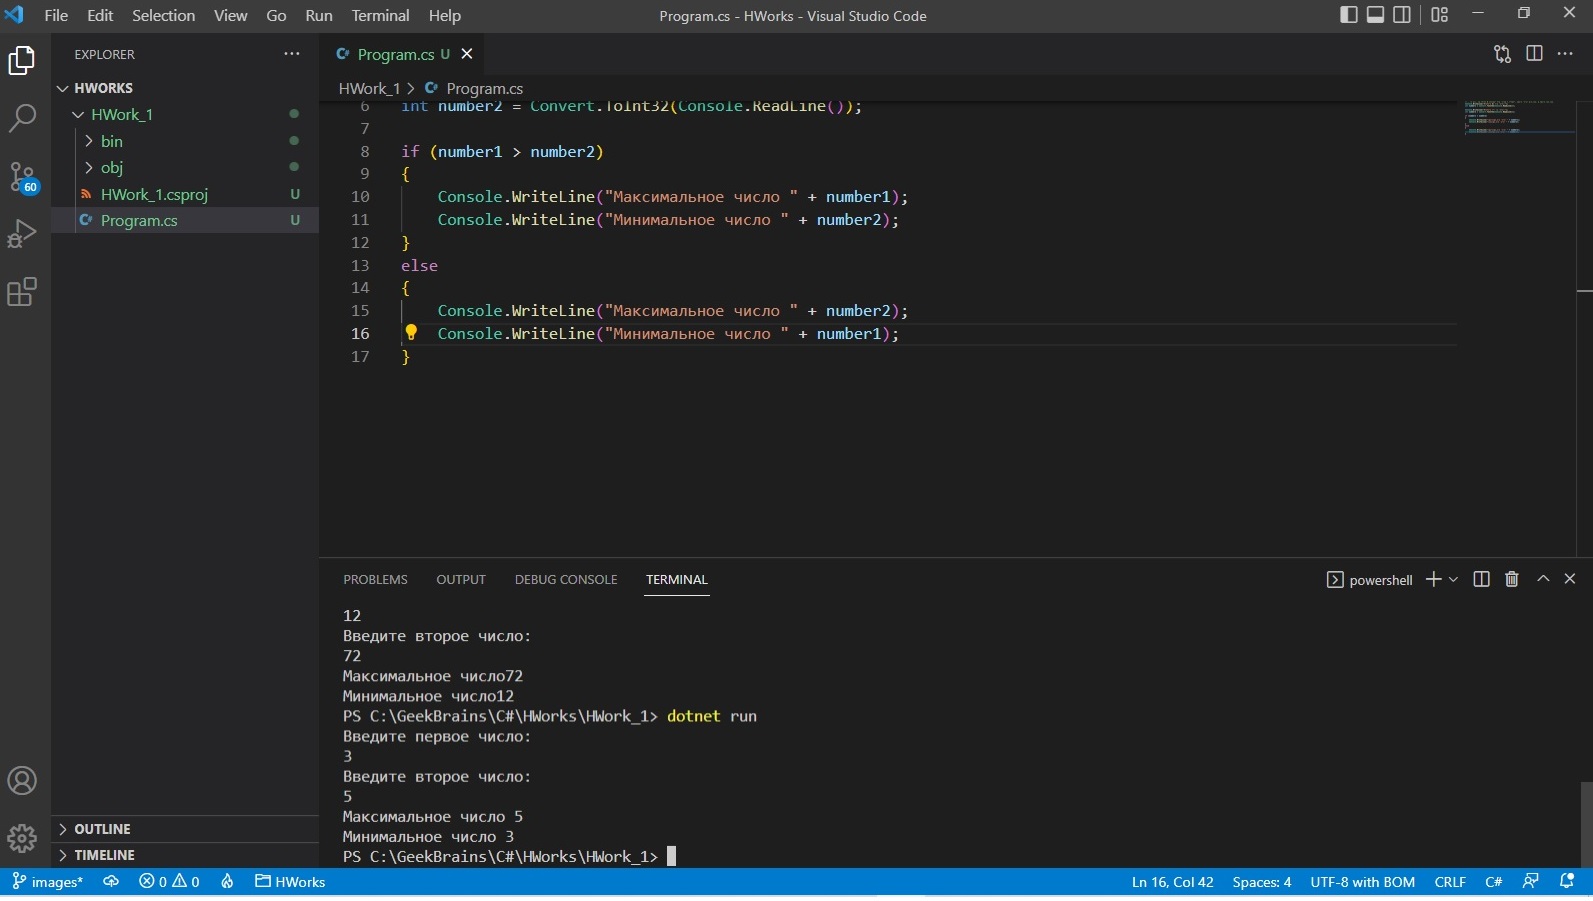 File Edit Selection View Go Run Terminal Help
Program.cs - HWorks - Visual Studio Code
EXPLORER
HWORKS
HWork_1
bin
obj
HWork_1.csproj U
Program.cs U
60
OUTLINE
TIMELINE
Program.cs U
HWork_1 > Program.cs
6 int number2 = Convert.ToInt32(Console.ReadLine());
7
8 if (number1 > number2)
9 {
10 Console.WriteLine("Максимальное число " + number1);
11 Console.WriteLine("Минимальное число " + number2);
12 }
13 else
14 {
15 Console.WriteLine("Максимальное число " + number2);
16 Console.WriteLine("Минимальное число " + number1);
17 }
PROBLEMS OUTPUT DEBUG CONSOLE TERMINAL
powershell
12
Введите второе число:
72
Максимальное число72
Минимальное число12
PS C:\GeekBrains\C#\HWorks\HWork_1> dotnet run
Введите первое число:
3
Введите второе число:
5
Максимальное число 5
Минимальное число 3
PS C:\GeekBrains\C#\HWorks\HWork_1>
images* 0 0 HWorks
Ln 16, Col 42 Spaces: 4 UTF-8 with BOM CRLF C#